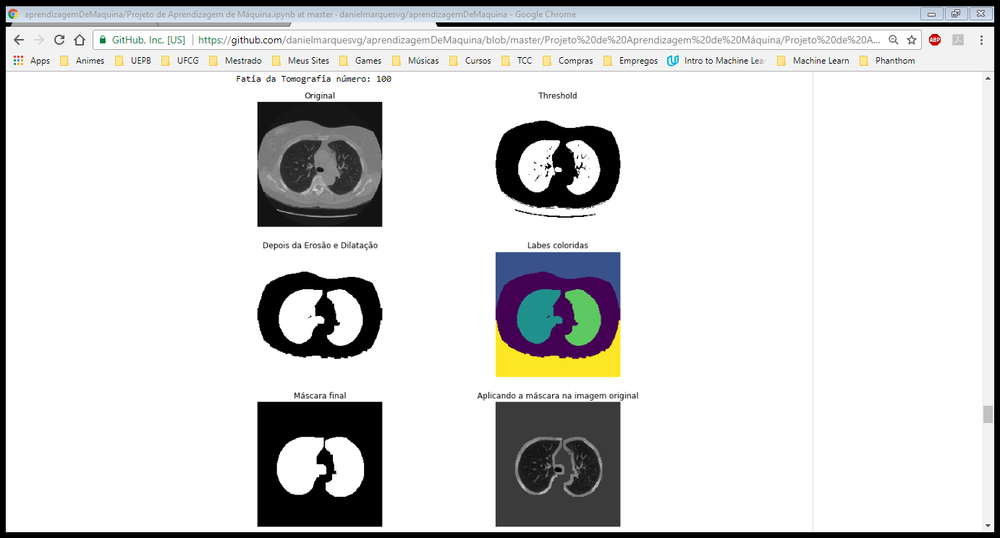 aprendizagemDeMaquina/Projeto de Aprendizagem de Máquina.ipynb at master · danielmarquesvg/aprendizagemDeMaquina - Google Chrome
GitHub, Inc. [US] https://github.com/danielmarquesvg/aprendizagemDeMaquina/blob/master/Projeto%20de%20Aprendizagem%20de%20Máquina/Projeto%20de%20A... ABP
Apps Animes UEPB UFCG Mestrado Meus Sites Games Músicas Cursos TCC Compras Empregos Intro to Machine Lear Machine Learn Phanthom
Fatia da Tomografia número: 100
Original Threshold
Depois da Erosão e Dilatação Labes coloridas
Máscara final Aplicando a máscara na imagem original